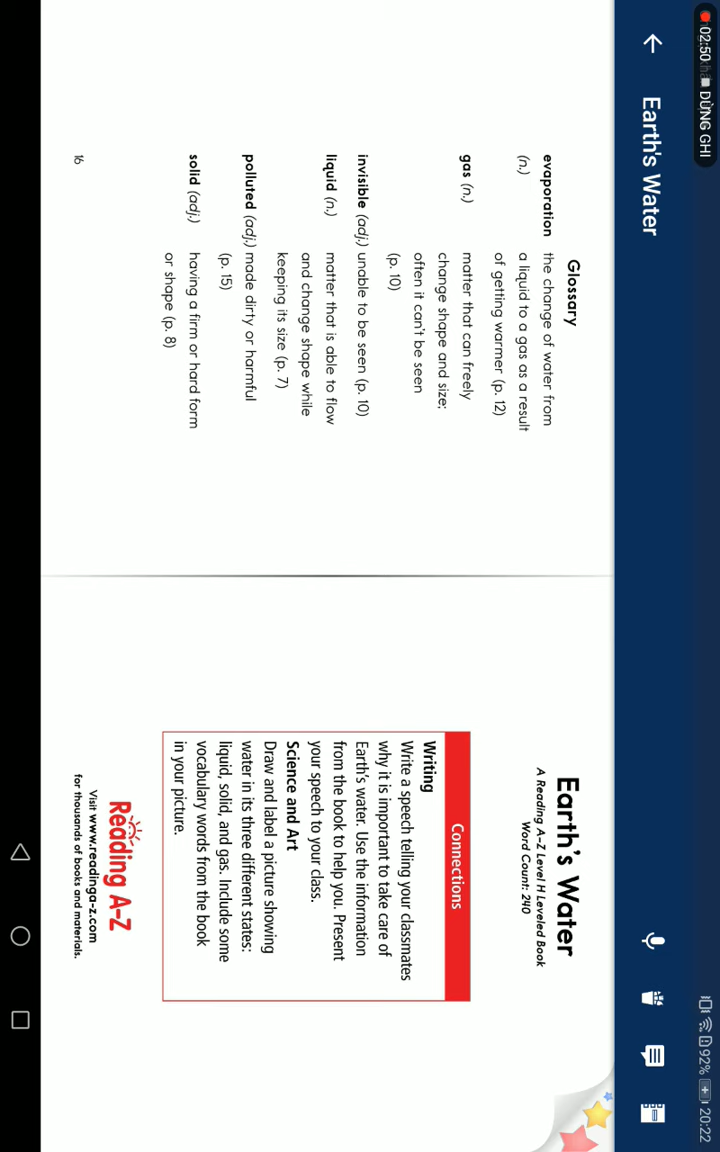 02:50 ■ DỪNG GHI
92% 20:22
Earth's Water
Glossary
evaporation the change of water from
(n.) a liquid to a gas as a result
of getting warmer (p. 12)
gas (n.) matter that can freely
change shape and size;
often it can't be seen
(p. 10)
invisible (adj.) unable to be seen (p. 10)
liquid (n.) matter that is able to flow
and change shape while
keeping its size (p. 7)
polluted (adj.) made dirty or harmful
(p. 15)
solid (adj.) having a firm or hard form
or shape (p. 8)
16
Earth's Water
A Reading A–Z Level H Leveled Book
Word Count: 240
Connections
Writing
Write a speech telling your classmates
why it is important to take care of
Earth's water. Use the information
from the book to help you. Present
your speech to your class.
Science and Art
Draw and label a picture showing
water in its three different states:
liquid, solid, and gas. Include some
vocabulary words from the book
in your picture.
Reading A–Z
Visit www.readinga-z.com
for thousands of books and materials.